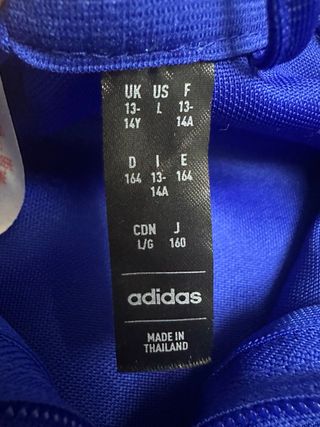 UK US F
13- L 13-
14Y 14A
D I E
164 13- 164
14A
CDN J
L/G 160
adidas
MADE IN
THAILAND